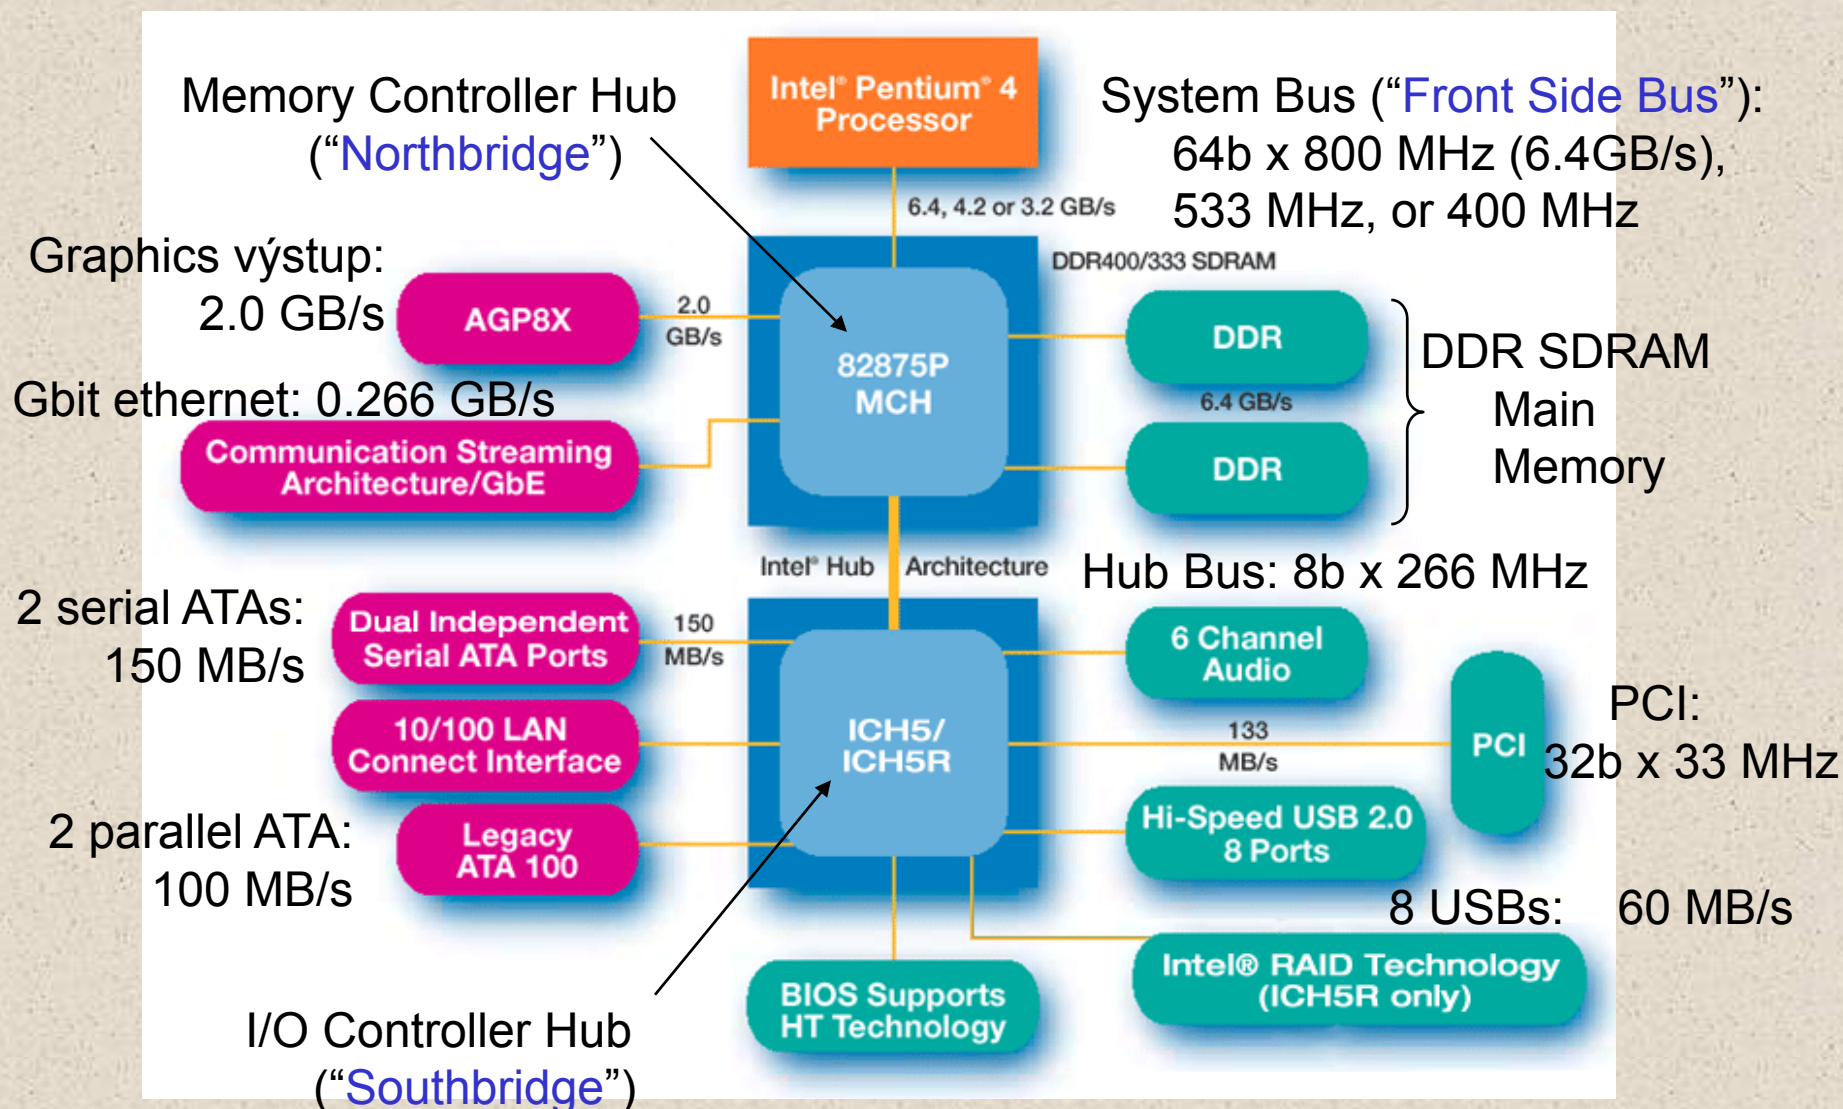 Memory Controller Hub
(“Northbridge”)
Intel® Pentium® 4
Processor
System Bus (“Front Side Bus”):
64b x 800 MHz (6.4GB/s),
533 MHz, or 400 MHz
6.4, 4.2 or 3.2 GB/s
Graphics výstup:
2.0 GB/s
AGP8X
2.0
GB/s
DDR400/333 SDRAM
82875P
MCH
DDR
6.4 GB/s
DDR
DDR SDRAM
Main
Memory
Gbit ethernet: 0.266 GB/s
Communication Streaming
Architecture/GbE
Intel® Hub Architecture
Hub Bus: 8b x 266 MHz
2 serial ATAs:
150 MB/s
Dual Independent
Serial ATA Ports
150
MB/s
6 Channel
Audio
10/100 LAN
Connect Interface
ICH5/
ICH5R
133
MB/s
PCI
PCI:
32b x 33 MHz
2 parallel ATA:
100 MB/s
Legacy
ATA 100
Hi-Speed USB 2.0
8 Ports
8 USBs: 60 MB/s
Intel® RAID Technology
(ICH5R only)
BIOS Supports
HT Technology
I/O Controller Hub
(“Southbridge”)